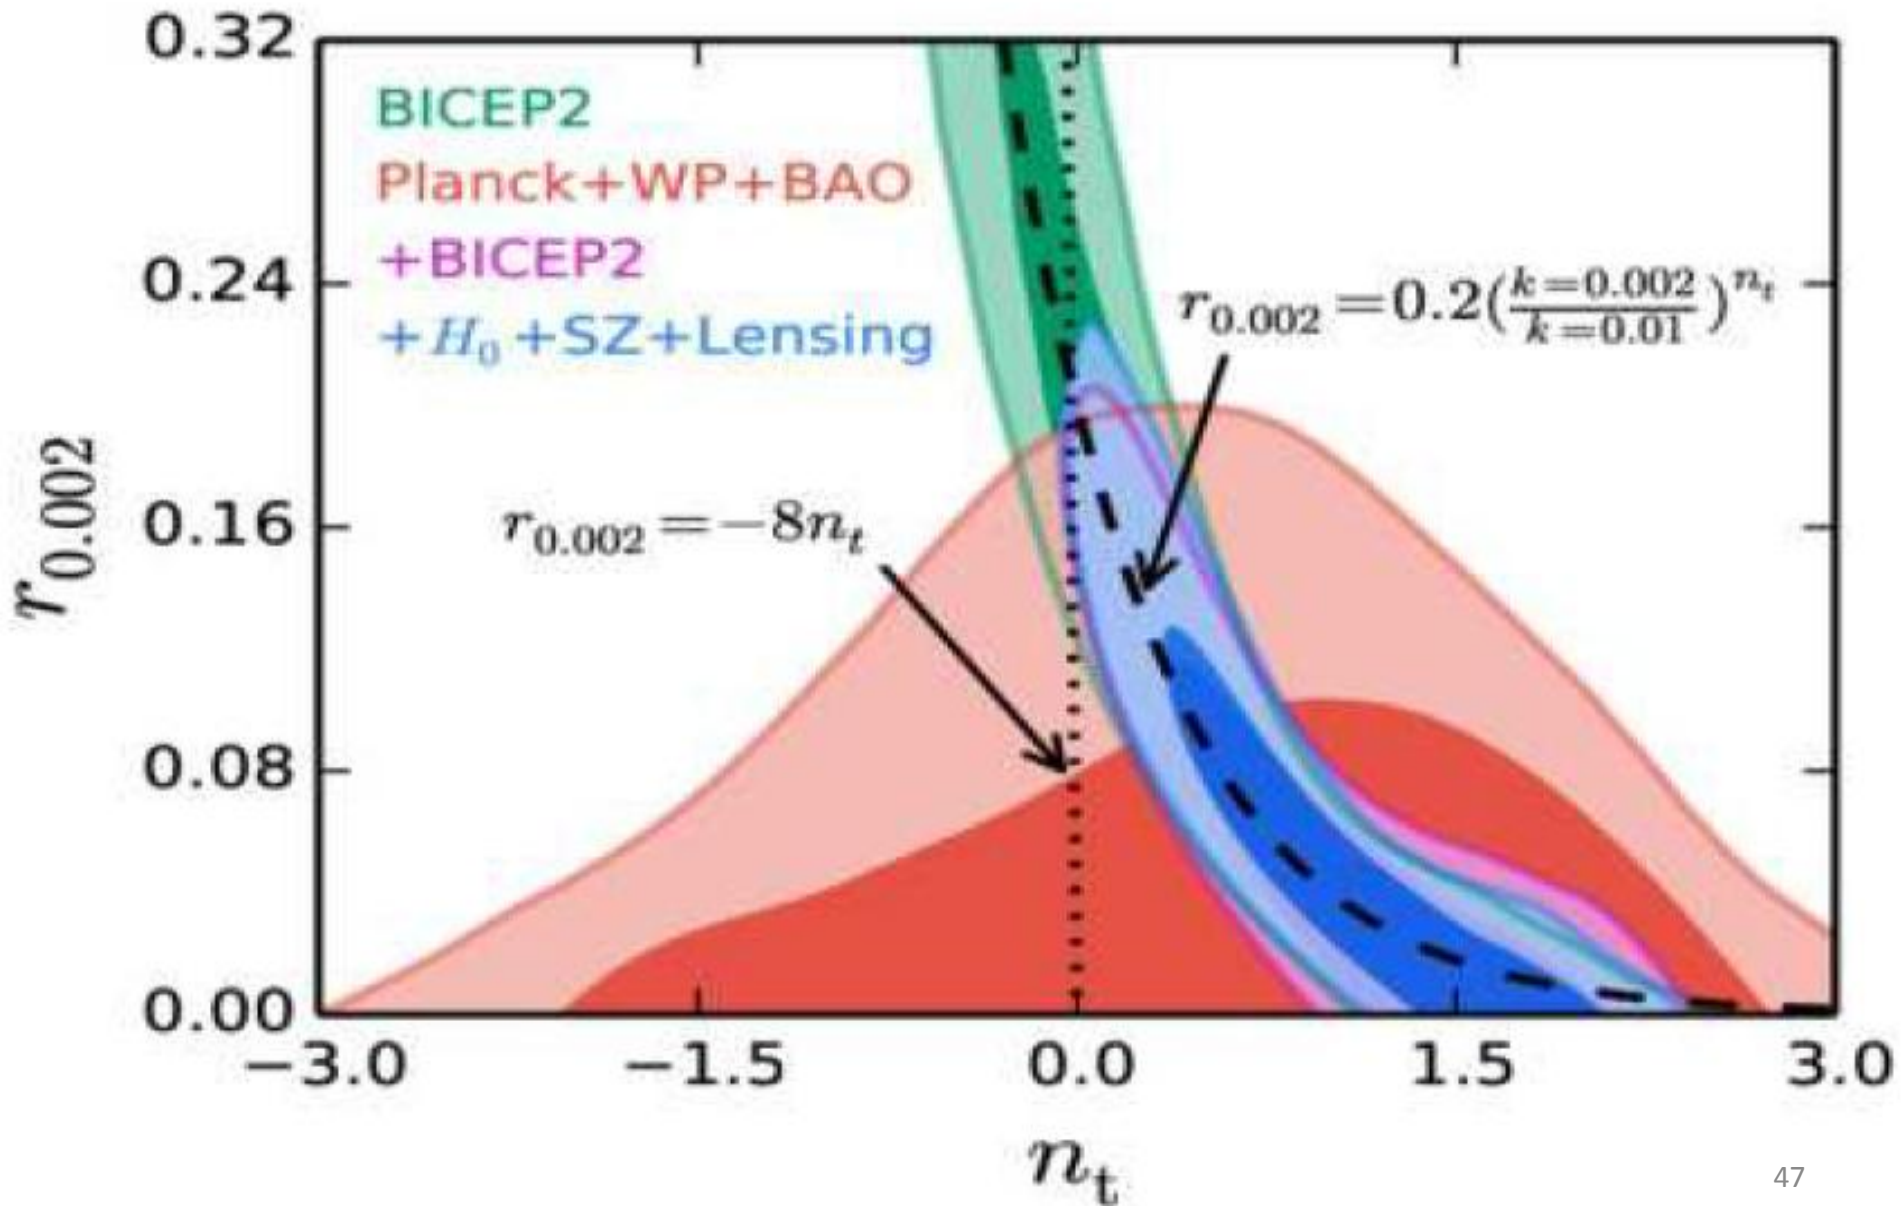 0.32
BICEP2
Planck+WP+BAO
+BICEP2
+H₀+SZ+Lensing
0.24
r₀.₀₀₂=0.2(k=0.002/k=0.01)^nₜ
r₀.₀₀₂
0.16
r₀.₀₀₂=−8nₜ
0.08
0.00
−3.0 −1.5 0.0 1.5 3.0
nₜ
47